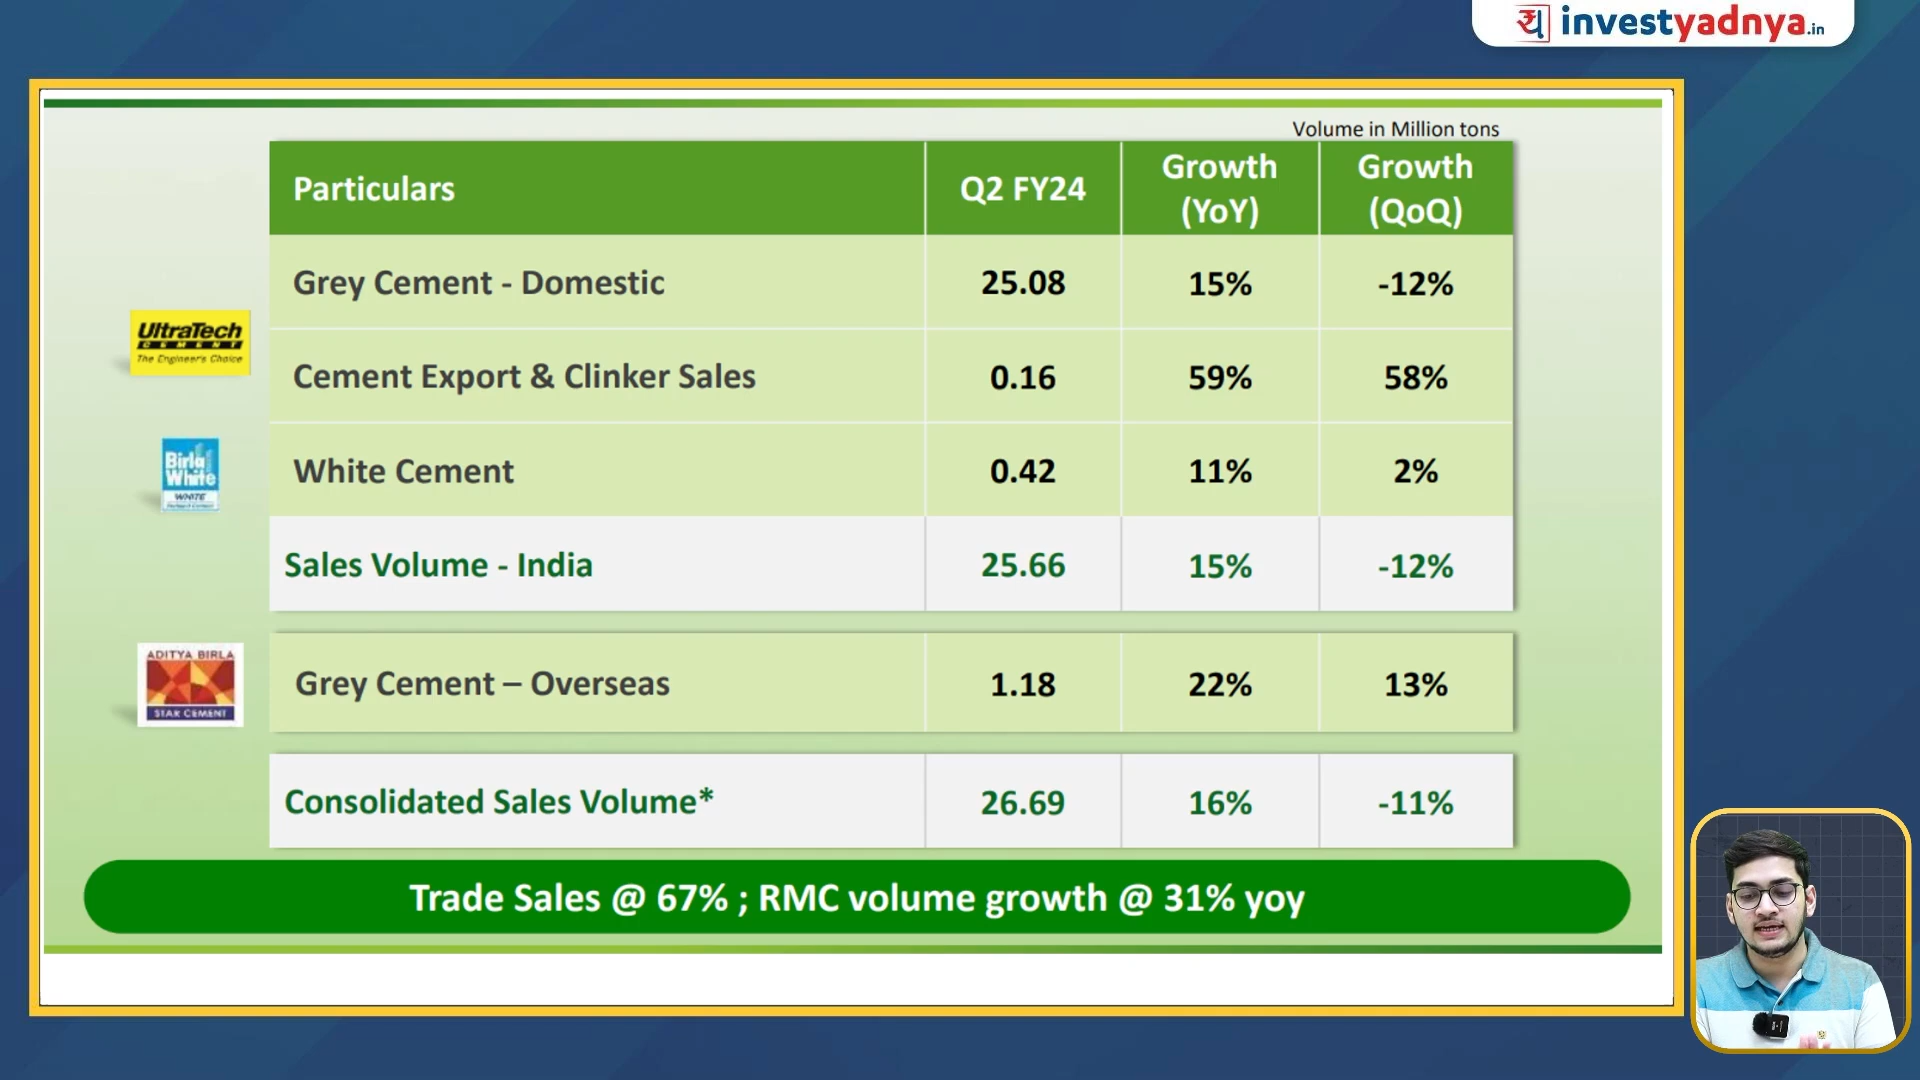 investyadnya.in
Volume in Million tons
Particulars Q2 FY24 Growth (YoY) Growth (QoQ)
Grey Cement - Domestic 25.08 15% -12%
UltraTech
CEMENT
The Engineer's Choice
Cement Export & Clinker Sales 0.16 59% 58%
Birla
White
WHITE
White Cement 0.42 11% 2%
Sales Volume - India 25.66 15% -12%
ADITYA BIRLA
STAR CEMENT
Grey Cement – Overseas 1.18 22% 13%
Consolidated Sales Volume* 26.69 16% -11%
Trade Sales @ 67% ; RMC volume growth @ 31% yoy